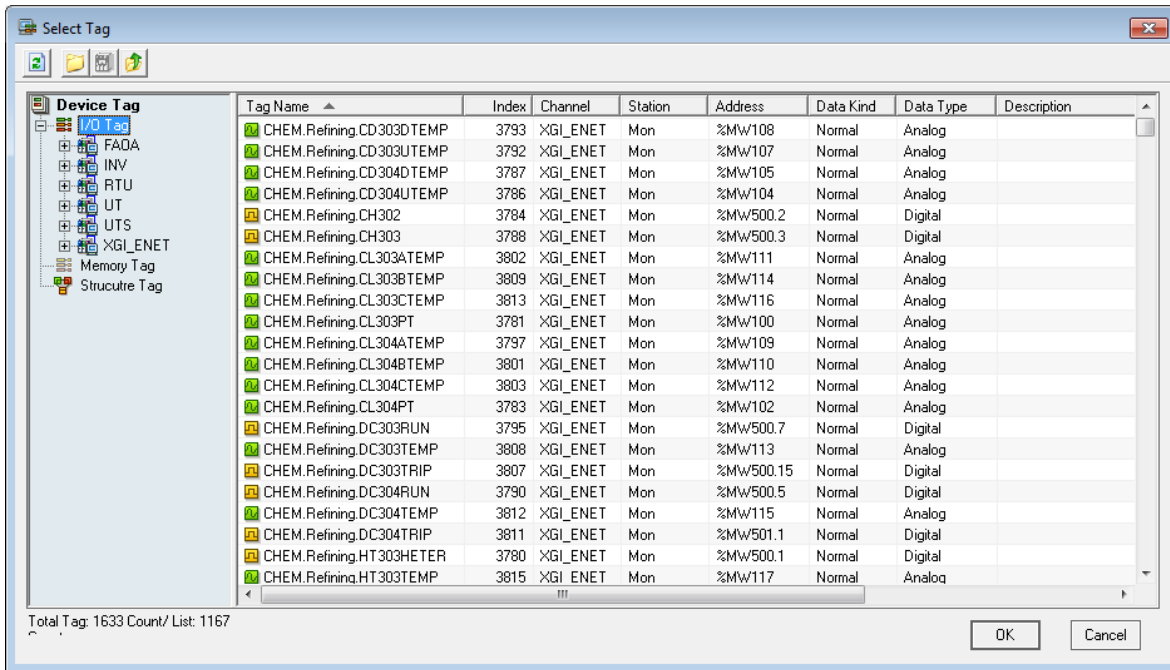 Select Tag
Device Tag
I/O Tag
FAOA
INV
RTU
UT
UTS
XGI_ENET
Memory Tag
Strucutre Tag
Tag Name Index Channel Station Address Data Kind Data Type Description
CHEM.Refining.CD303DTEMP 3793 XGI_ENET Mon %MW108 Normal Analog
CHEM.Refining.CD303UTEMP 3792 XGI_ENET Mon %MW107 Normal Analog
CHEM.Refining.CD304DTEMP 3787 XGI_ENET Mon %MW105 Normal Analog
CHEM.Refining.CD304UTEMP 3786 XGI_ENET Mon %MW104 Normal Analog
CHEM.Refining.CH302 3784 XGI_ENET Mon %MW500.2 Normal Digital
CHEM.Refining.CH303 3788 XGI_ENET Mon %MW500.3 Normal Digital
CHEM.Refining.CL303ATEMP 3802 XGI_ENET Mon %MW111 Normal Analog
CHEM.Refining.CL303BTEMP 3809 XGI_ENET Mon %MW114 Normal Analog
CHEM.Refining.CL303CTEMP 3813 XGI_ENET Mon %MW116 Normal Analog
CHEM.Refining.CL303PT 3781 XGI_ENET Mon %MW100 Normal Analog
CHEM.Refining.CL304ATEMP 3797 XGI_ENET Mon %MW109 Normal Analog
CHEM.Refining.CL304BTEMP 3801 XGI_ENET Mon %MW110 Normal Analog
CHEM.Refining.CL304CTEMP 3803 XGI_ENET Mon %MW112 Normal Analog
CHEM.Refining.CL304PT 3783 XGI_ENET Mon %MW102 Normal Analog
CHEM.Refining.DC303RUN 3795 XGI_ENET Mon %MW500.7 Normal Digital
CHEM.Refining.DC303TEMP 3808 XGI_ENET Mon %MW113 Normal Analog
CHEM.Refining.DC303TRIP 3807 XGI_ENET Mon %MW500.15 Normal Digital
CHEM.Refining.DC304RUN 3790 XGI_ENET Mon %MW500.5 Normal Digital
CHEM.Refining.DC304TEMP 3812 XGI_ENET Mon %MW115 Normal Analog
CHEM.Refining.DC304TRIP 3811 XGI_ENET Mon %MW501.1 Normal Digital
CHEM.Refining.HT303HETER 3780 XGI_ENET Mon %MW500.1 Normal Digital
CHEM.Refining.HT303TEMP 3815 XGI_ENET Mon %MW117 Normal Analog
Total Tag: 1633 Count/ List: 1167
OK Cancel